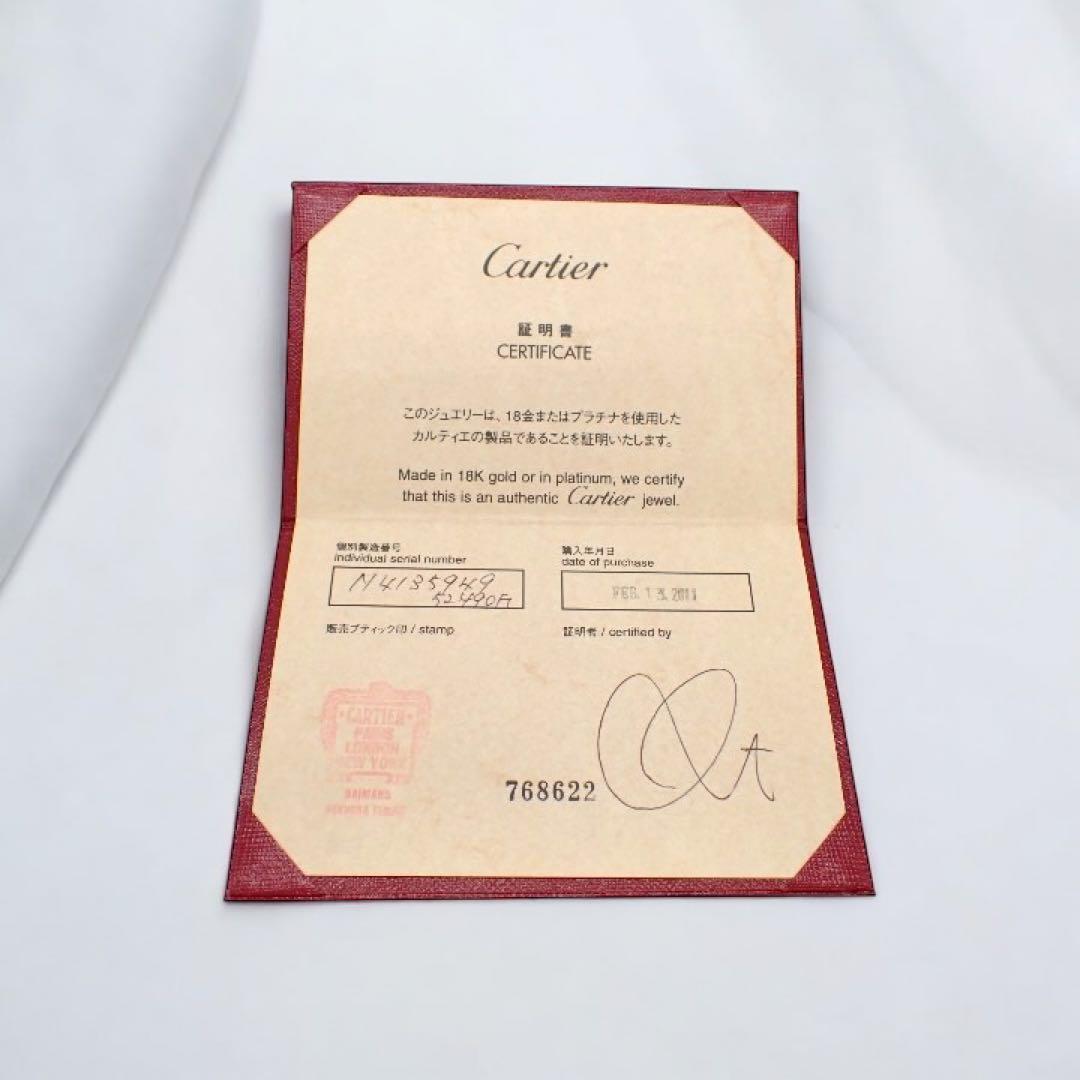 Cartier
証明書
CERTIFICATE
このジュエリーは、18金またはプラチナを使用した
カルティエの製品であることを証明いたします。
Made in 18K gold or in platinum, we certify
that this is an authentic Cartier jewel.
個別製造番号
individual serial number
購入年月日
date of purchase
52490A
FEB. 13. 2011
販売ブティック印 / stamp
証明者 / certified by
CARTIER
PARIS
LONDON
NEW YORK
768622